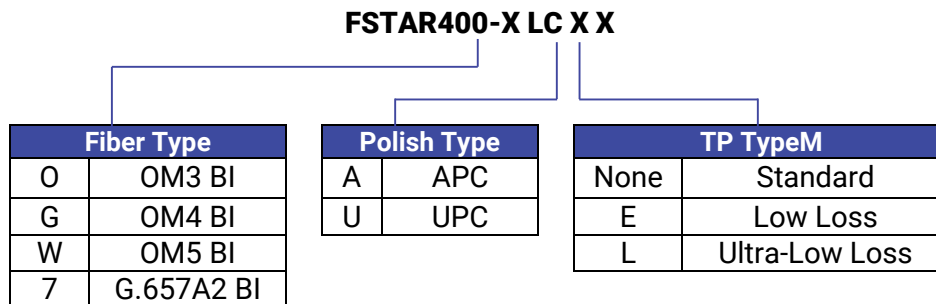 FSTAR400-X LC X X
Fiber Type
O OM3 BI
G OM4 BI
W OM5 BI
7 G.657A2 BI
Polish Type
A APC
U UPC
TP TypeM
None Standard
E Low Loss
L Ultra-Low Loss